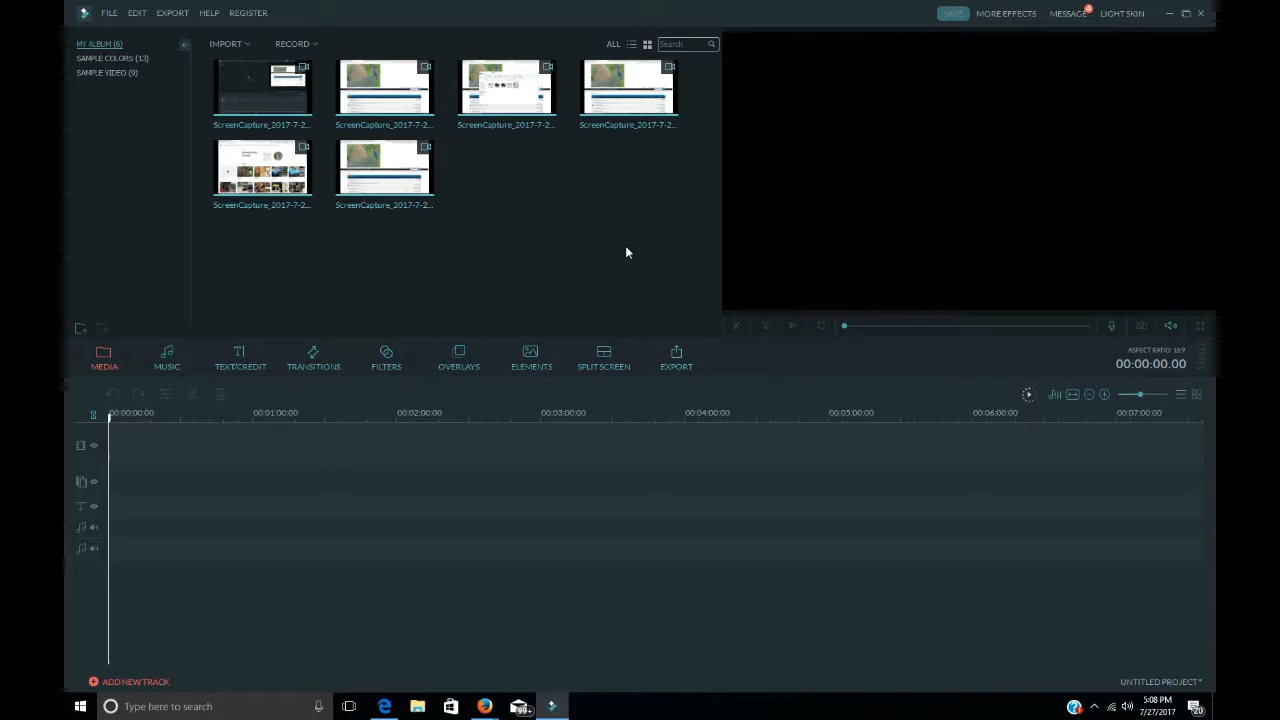 FILE EDIT EXPORT HELP REGISTER SAVE MORE EFFECTS MESSAGE 4 LIGHT SKIN
MY ALBUM (6) IMPORT RECORD ALL Search
SAMPLE COLORS (13)
SAMPLE VIDEO (9)
ScreenCapture_2017-7-2... ScreenCapture_2017-7-2... ScreenCapture_2017-7-2... ScreenCapture_2017-7-2...
ScreenCapture_2017-7-2... ScreenCapture_2017-7-2...
MEDIA MUSIC TEXT/CREDIT TRANSITIONS FILTERS OVERLAYS ELEMENTS SPLIT SCREEN EXPORT
ASPECT RATIO: 16:9
00:00:00.00
00:00:00:00 00:01:00:00 00:02:00:00 00:03:00:00 00:04:00:00 00:05:00:00 00:06:00:00 00:07:00:00
ADD NEW TRACK UNTITLED PROJECT*
Type here to search 99+ 5:08 PM
7/27/2017